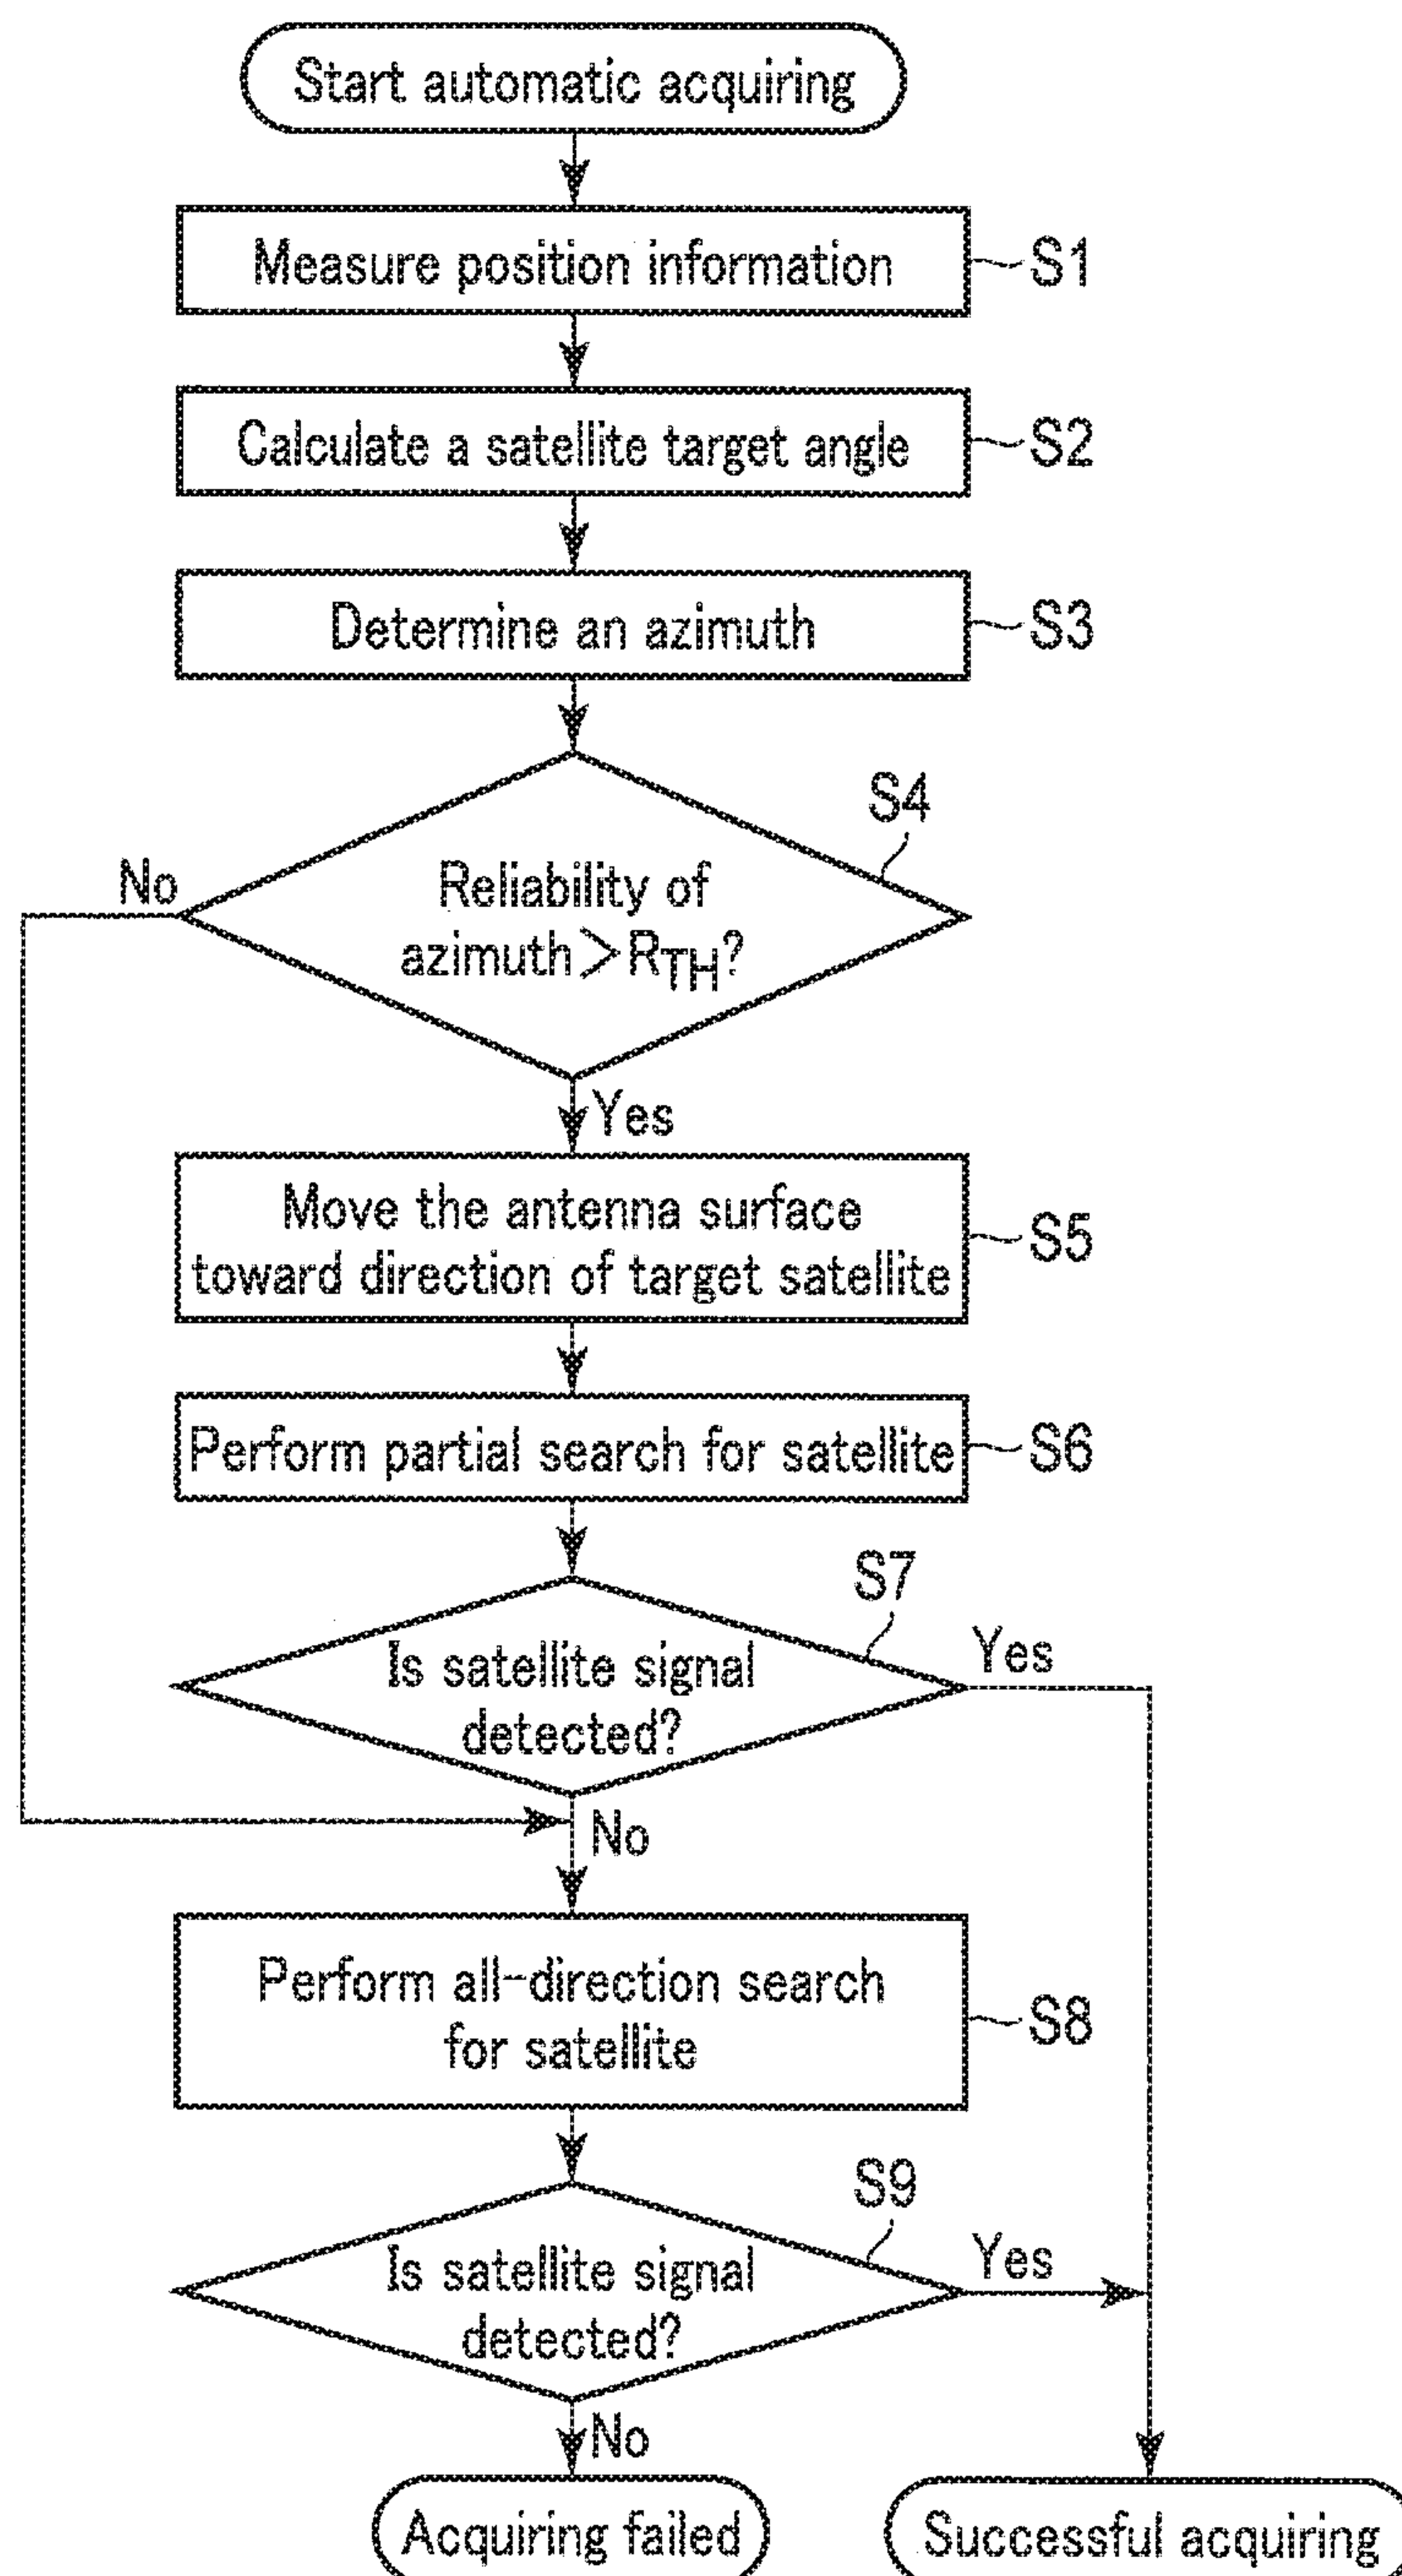 Start automatic acquiring
Measure position information
S1
Calculate a satellite target angle
S2
Determine an azimuth
S3
S4
No
Reliability of
azimuth>RTH?
Yes
Move the antenna surface
toward direction of target satellite
S5
Perform partial search for satellite
S6
S7
Is satellite signal
detected?
Yes
No
Perform all-direction search
for satellite
S8
S9
Is satellite signal
detected?
Yes
No
Acquiring failed
Successful acquiring